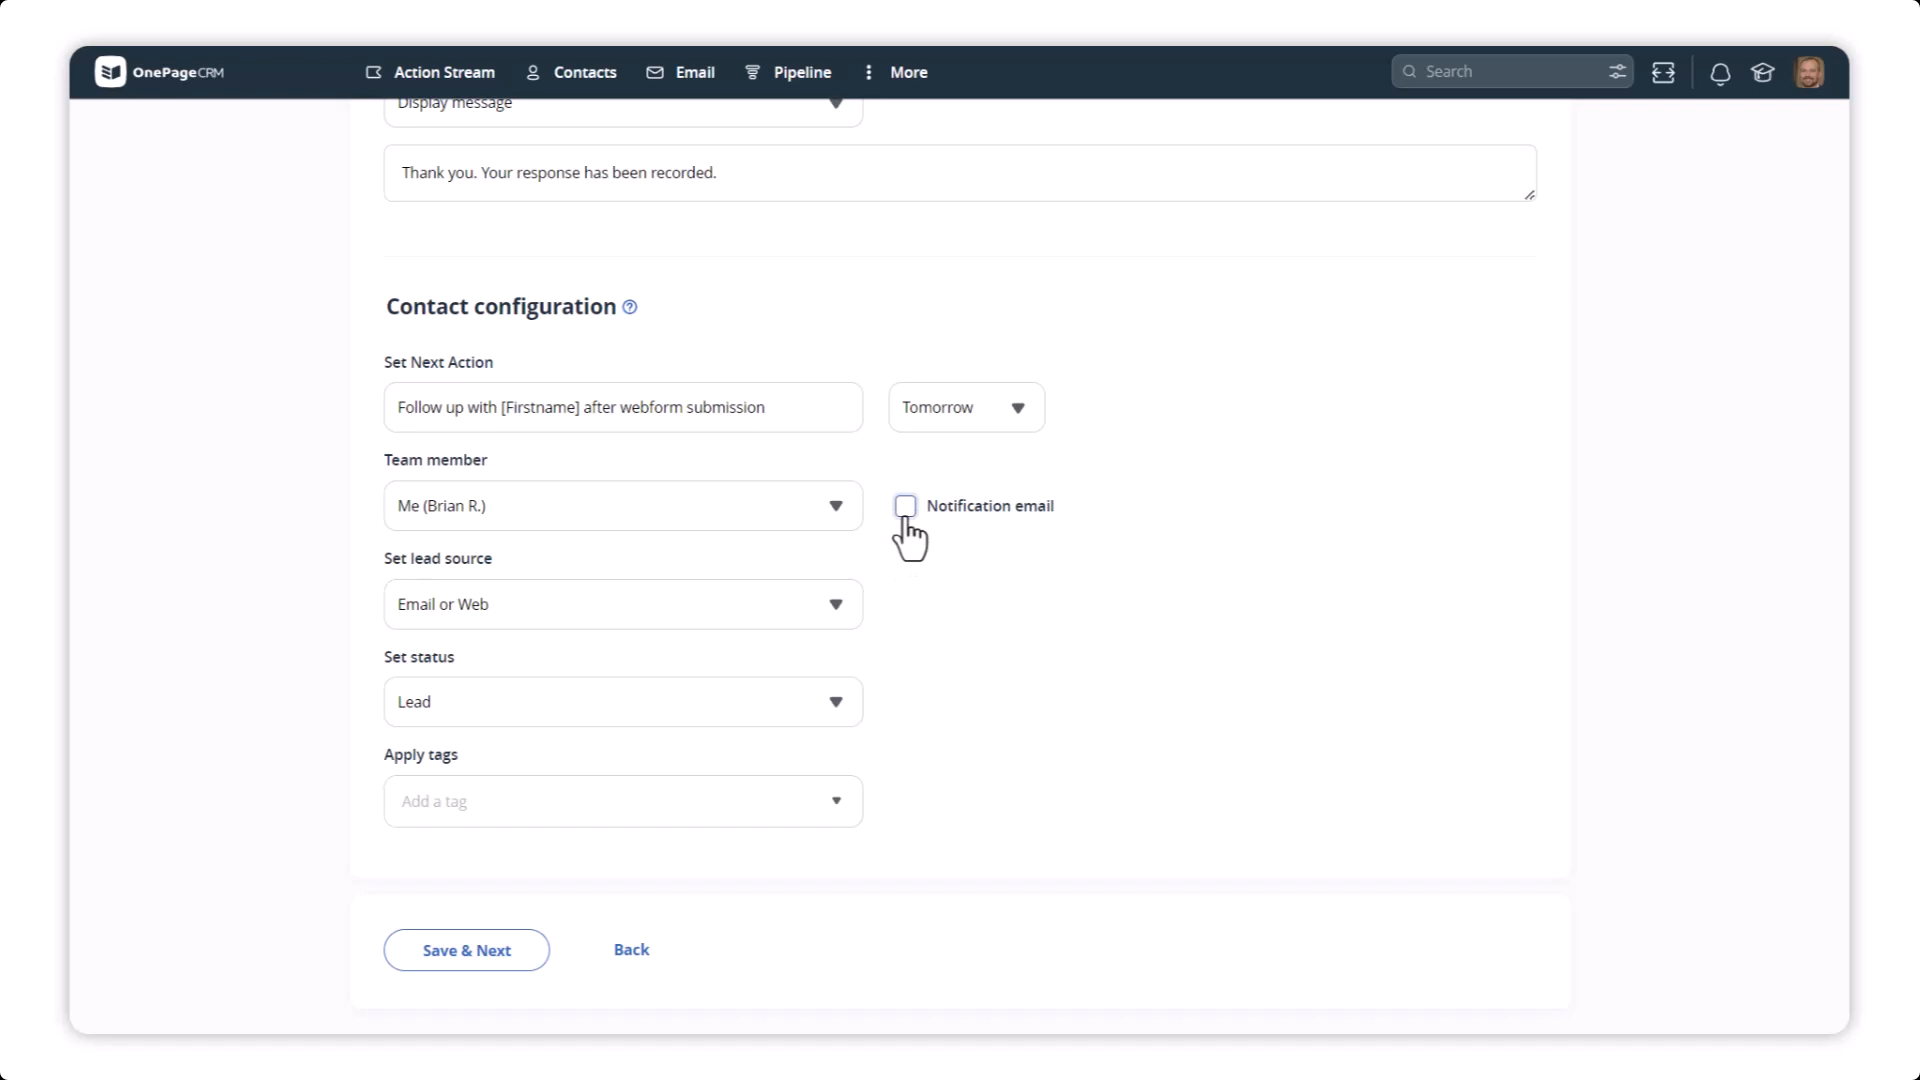 OnePageCRM
Action Stream
Contacts
Email
Pipeline
More
Search
Display message
Thank you. Your response has been recorded.
Contact configuration
Set Next Action
Follow up with [Firstname] after webform submission
Tomorrow
Team member
Me (Brian R.)
Notification email
Set lead source
Email or Web
Set status
Lead
Apply tags
Add a tag
Save & Next
Back